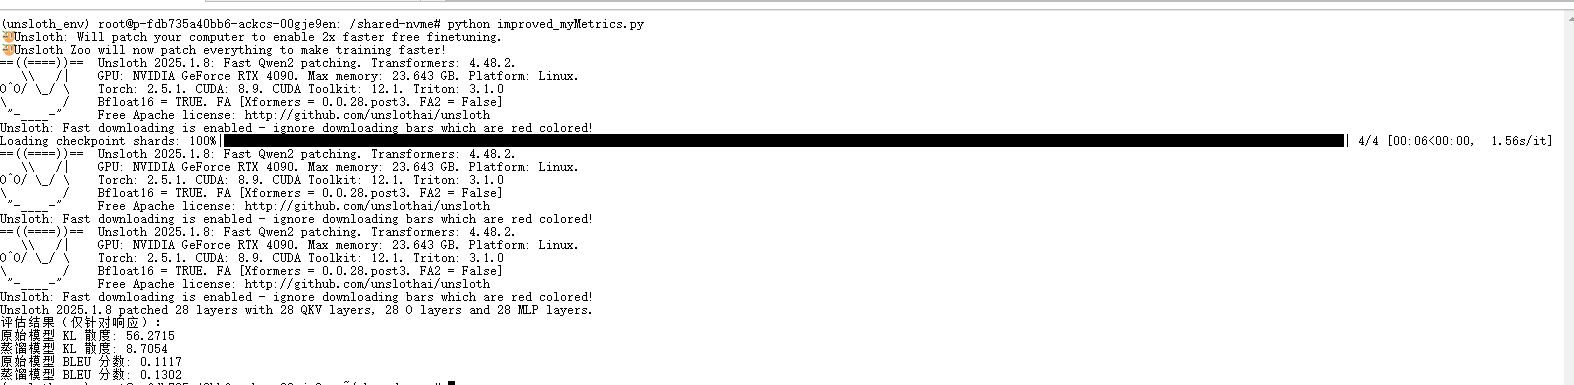 (unsloth_env) root@p-fdb735a40bb6-ackcs-00gje9en: /shared-nvme# python improved_myMetrics.py
Unsloth: Will patch your computer to enable 2x faster free finetuning.
Unsloth Zoo will now patch everything to make training faster!
==((====))==  Unsloth 2025.1.8: Fast Qwen2 patching. Transformers: 4.48.2.
   \\   /|    GPU: NVIDIA GeForce RTX 4090. Max memory: 23.643 GB. Platform: Linux.
O^O/ \_/ \    Torch: 2.5.1. CUDA: 8.9. CUDA Toolkit: 12.1. Triton: 3.1.0
\        /    Bfloat16 = TRUE. FA [Xformers = 0.0.28.post3. FA2 = False]
 "-____-"     Free Apache license: http://github.com/unslothai/unsloth
Unsloth: Fast downloading is enabled - ignore downloading bars which are red colored!
Loading checkpoint shards: 100%| | 4/4 [00:06<00:00,  1.56s/it]
==((====))==  Unsloth 2025.1.8: Fast Qwen2 patching. Transformers: 4.48.2.
   \\   /|    GPU: NVIDIA GeForce RTX 4090. Max memory: 23.643 GB. Platform: Linux.
O^O/ \_/ \    Torch: 2.5.1. CUDA: 8.9. CUDA Toolkit: 12.1. Triton: 3.1.0
\        /    Bfloat16 = TRUE. FA [Xformers = 0.0.28.post3. FA2 = False]
 "-____-"     Free Apache license: http://github.com/unslothai/unsloth
Unsloth: Fast downloading is enabled - ignore downloading bars which are red colored!
==((====))==  Unsloth 2025.1.8: Fast Qwen2 patching. Transformers: 4.48.2.
   \\   /|    GPU: NVIDIA GeForce RTX 4090. Max memory: 23.643 GB. Platform: Linux.
O^O/ \_/ \    Torch: 2.5.1. CUDA: 8.9. CUDA Toolkit: 12.1. Triton: 3.1.0
\        /    Bfloat16 = TRUE. FA [Xformers = 0.0.28.post3. FA2 = False]
 "-____-"     Free Apache license: http://github.com/unslothai/unsloth
Unsloth: Fast downloading is enabled - ignore downloading bars which are red colored!
Unsloth 2025.1.8 patched 28 layers with 28 QKV layers, 28 O layers and 28 MLP layers.
评估结果（仅针对响应）：
原始模型 KL 散度: 56.2715
蒸馏模型 KL 散度: 8.7054
原始模型 BLEU 分数: 0.1117
蒸馏模型 BLEU 分数: 0.1302